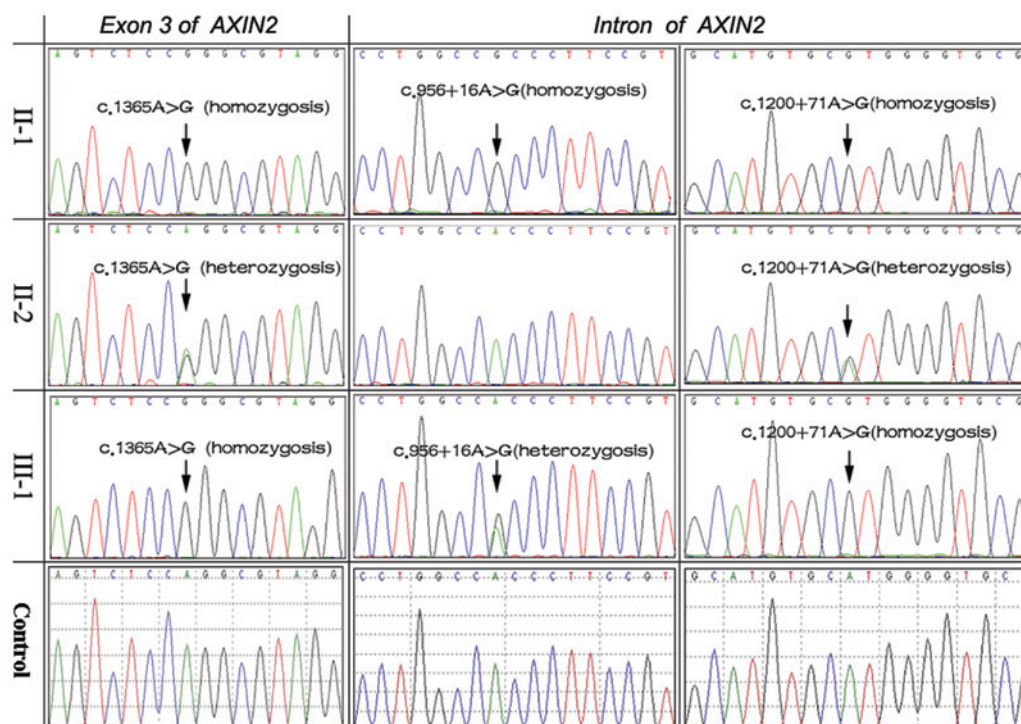 Exon 3 of AXIN2
Intron of AXIN2
II-1
A G T C T C C G G G C G T A G G
c.1365A>G (homozygosis)
C C T G G C C G C C C T T C C G T
c.956+16A>G(homozygosis)
G C A T G T G C G T G G G G T G C G
c.1200+71A>G(homozygosis)
II-2
A G T C T C C A G G C G T A G G
c.1365A>G (heterozygosis)
C C T G G C C A C C C T T C C G T
G C A T G T G C G T G G G G T G C G
c.1200+71A>G(heterozygosis)
III-1
A G T C T C C G G G C G T A G G
c.1365A>G (homozygosis)
C C T G G C C A C C C T T C C G T
c.956+16A>G(heterozygosis)
G C A T G T G C G T G G G G T G C G
c.1200+71A>G(homozygosis)
Control
A G T C T C C A G G C G T A G G
C C T G G C C A C C C T T C C G T
G C A T G T G C A T G G G G T G C